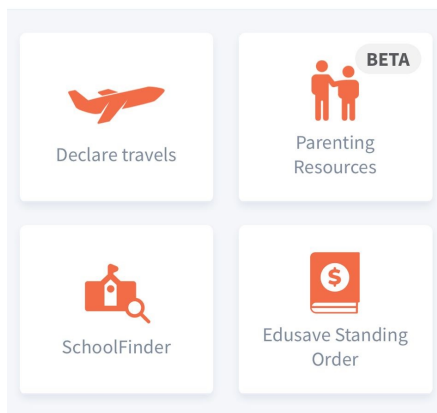 Declare travels
BETA
Parenting
Resources
SchoolFinder
$
Edusave Standing
Order